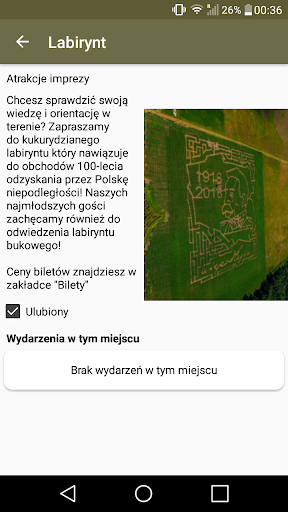 26% 00:36
Labirynt
Atrakcje imprezy
Chcesz sprawdzić swoją
wiedzę i orientację w
terenie? Zapraszamy
do kukurydzianego
labiryntu który nawiązuje
do obchodów 100-lecia
odzyskania przez Polskę
niepodległości! Naszych
najmłodszych gości
zachęcamy również do
odwiedzenia labiryntu
bukowego!
Ceny biletów znajdziesz w
zakładce "Bilety"
1918
2018
Ulubiony
Wydarzenia w tym miejscu
Brak wydarzeń w tym miejscu